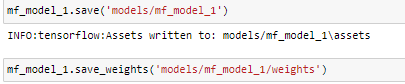 mf_model_1.save('models/mf_model_1')
INFO:tensorflow:Assets written to: models/mf_model_1\assets
mf_model_1.save_weights('models/mf_model_1/weights')